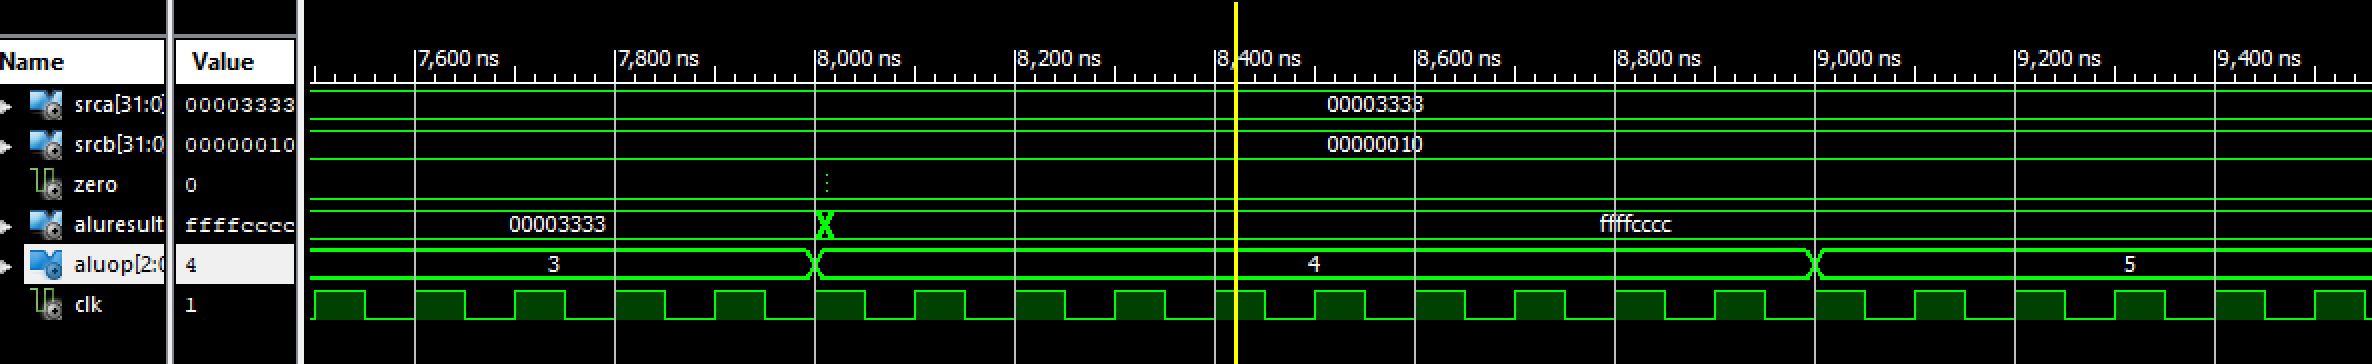 Name Value 7,600 ns 7,800 ns 8,000 ns 8,200 ns 8,400 ns 8,600 ns 8,800 ns 9,000 ns 9,200 ns 9,400 ns
srca[31:0] 00003333 00003333
srcb[31:0 00000010 00000010
zero 0
aluresult ffffcccc 00003333 ffffcccc
aluop[2:0 4 3 4 5
clk 1